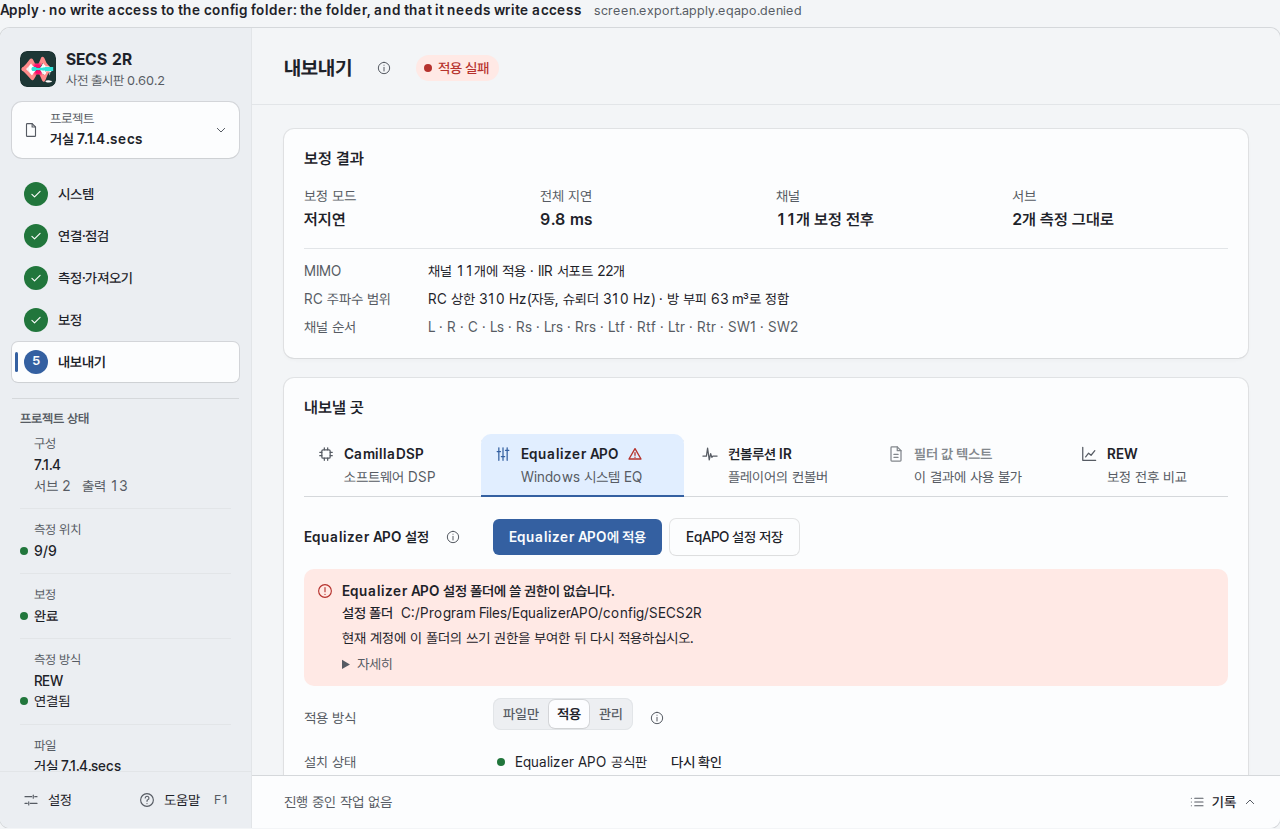 Apply · no write access to the config folder: the folder, and that it needs write access screen.export.apply.eqapo.denied
SECS 2R
사전 출시판 0.60.2
프로젝트
거실 7.1.4.secs
시스템
연결·점검
측정·가져오기
보정
5 내보내기
프로젝트 상태
구성
7.1.4
서브 2 출력 13
측정 위치
9/9
보정
완료
측정 방식
REW
연결됨
파일
거실 7.1.4.secs
설정 도움말 F1
내보내기 적용 실패
보정 결과
보정 모드 전체 지연 채널 서브
저지연 9.8 ms 11개 보정 전후 2개 측정 그대로
MIMO 채널 11개에 적용 · IIR 서포트 22개
RC 주파수 범위 RC 상한 310 Hz(자동, 슈뢰더 310 Hz) · 방 부피 63 m³로 정함
채널 순서 L · R · C · Ls · Rs · Lrs · Rrs · Ltf · Rtf · Ltr · Rtr · SW1 · SW2
내보낼 곳
CamillaDSP Equalizer APO 컨볼루션 IR 필터 값 텍스트 REW
소프트웨어 DSP Windows 시스템 EQ 플레이어의 컨볼버 이 결과에 사용 불가 보정 전후 비교
Equalizer APO 설정 Equalizer APO에 적용 EqAPO 설정 저장
Equalizer APO 설정 폴더에 쓸 권한이 없습니다.
설정 폴더 C:/Program Files/EqualizerAPO/config/SECS2R
현재 계정에 이 폴더의 쓰기 권한을 부여한 뒤 다시 적용하십시오.
▶ 자세히
적용 방식 파일만 적용 관리
설치 상태 Equalizer APO 공식판 다시 확인
진행 중인 작업 없음 기록